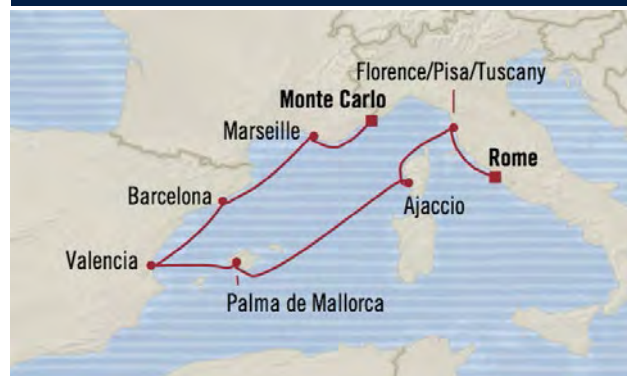 Florence/Pisa/Tuscany
Monte Carlo
Marseille
Rome
Barcelona
Ajaccio
Valencia
Palma de Mallorca